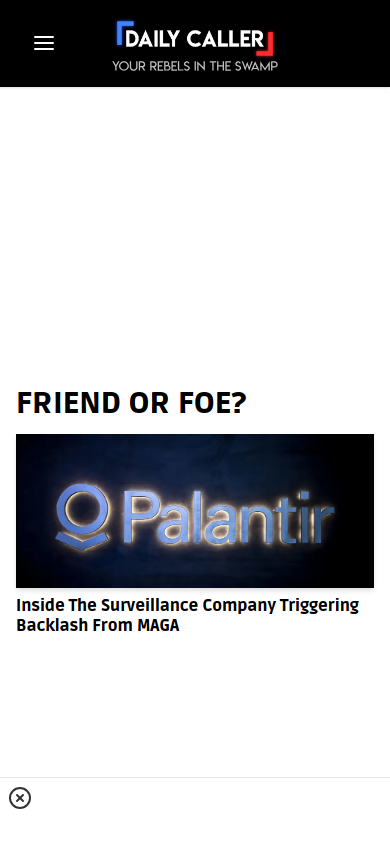 DAILY CALLER
YOUR REBELS IN THE SWAMP
FRIEND OR FOE?
Palantir
Inside The Surveillance Company Triggering
Backlash From MAGA